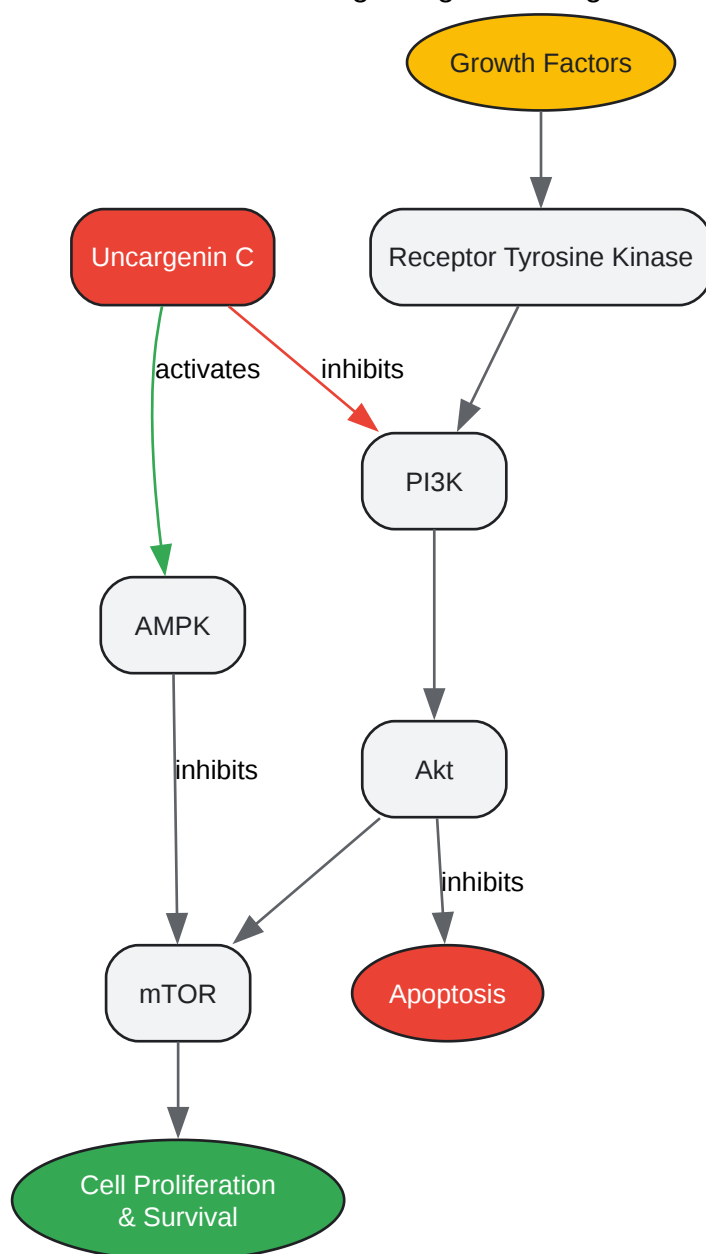 Growth Factors
Uncargenin C
Receptor Tyrosine Kinase
activates
inhibits
PI3K
AMPK
Akt
inhibits
inhibits
mTOR
Apoptosis
Cell Proliferation
& Survival